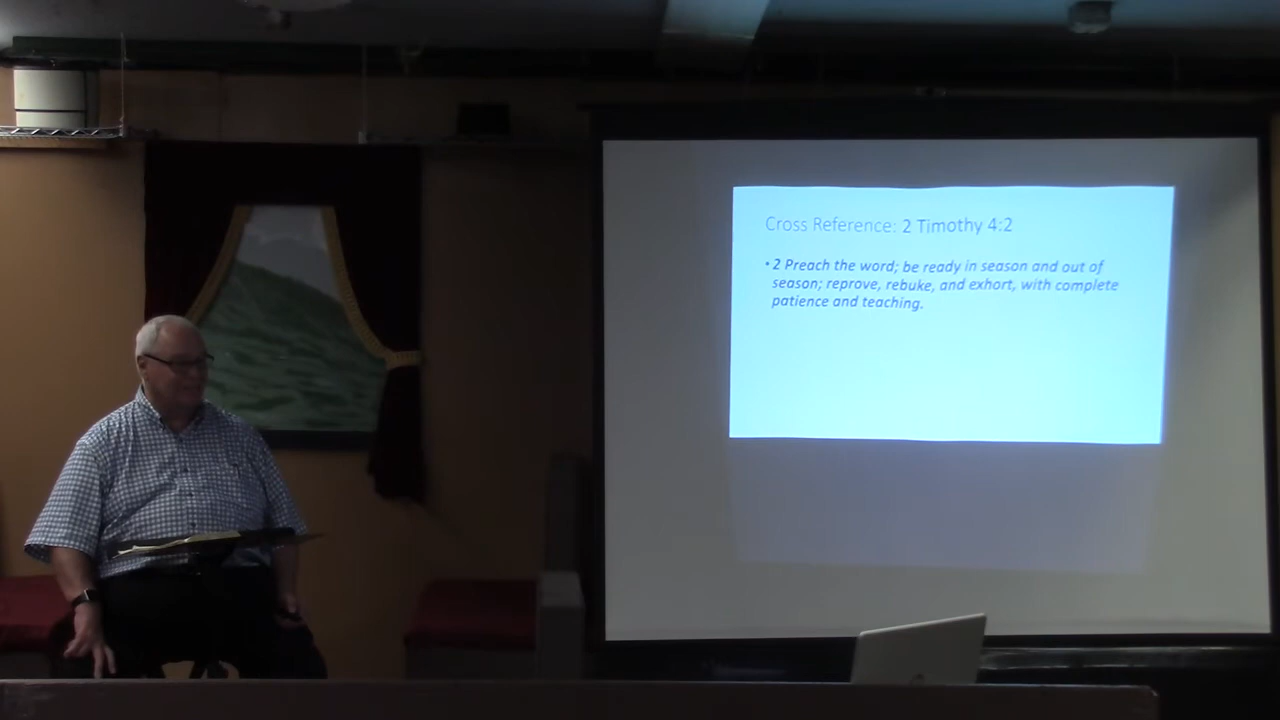 Cross Reference: 2 Timothy 4:2
• 2 Preach the word; be ready in season and out of
season; reprove, rebuke, and exhort, with complete
patience and teaching.